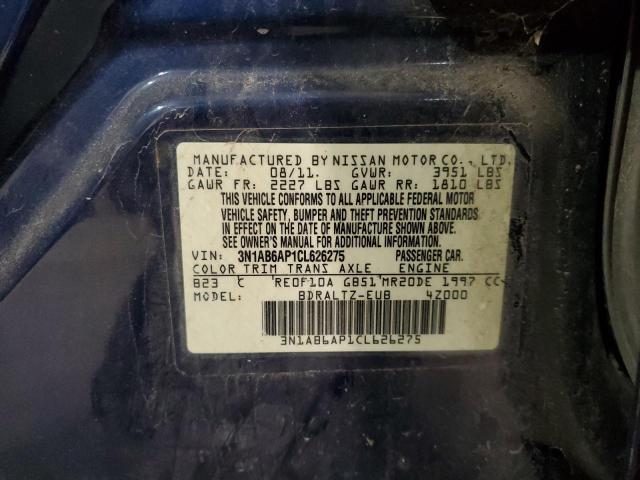 MANUFACTURED BY NISSAN MOTOR CO., LTD.
DATE: 08/11. GVWR: 3951 LBS
GAWR FR: 2227 LBS GAWR RR: 1810 LBS
THIS VEHICLE CONFORMS TO ALL APPLICABLE FEDERAL MOTOR
VEHICLE SAFETY, BUMPER AND THEFT PREVENTION STANDARDS
IN EFFECT ON THE DATE OF MANUFACTURE SHOWN ABOVE.
SEE OWNER'S MANUAL FOR ADDITIONAL INFORMATION.
VIN: 3N1AB6AP1CL626275 PASSENGER CAR.
COLOR TRIM TRANS AXLE ENGINE
B23 C RE0F10A GB51 MR20DE 1997 CC
MODEL: BDRALTZ-EUB 4Z000
3N1AB6AP1CL626275